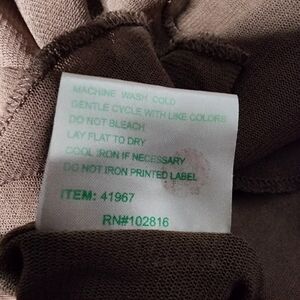 MACHINE WASH COLD
GENTLE CYCLE WITH LIKE COLORS
DO NOT BLEACH
LAY FLAT TO DRY
COOL IRON IF NECESSARY
DO NOT IRON PRINTED LABEL
ITEM: 41967
RN#102816